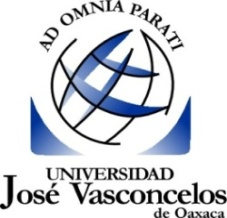 AD OMNIA PARATI
UNIVERSIDAD
José Vasconcelos
de Oaxaca